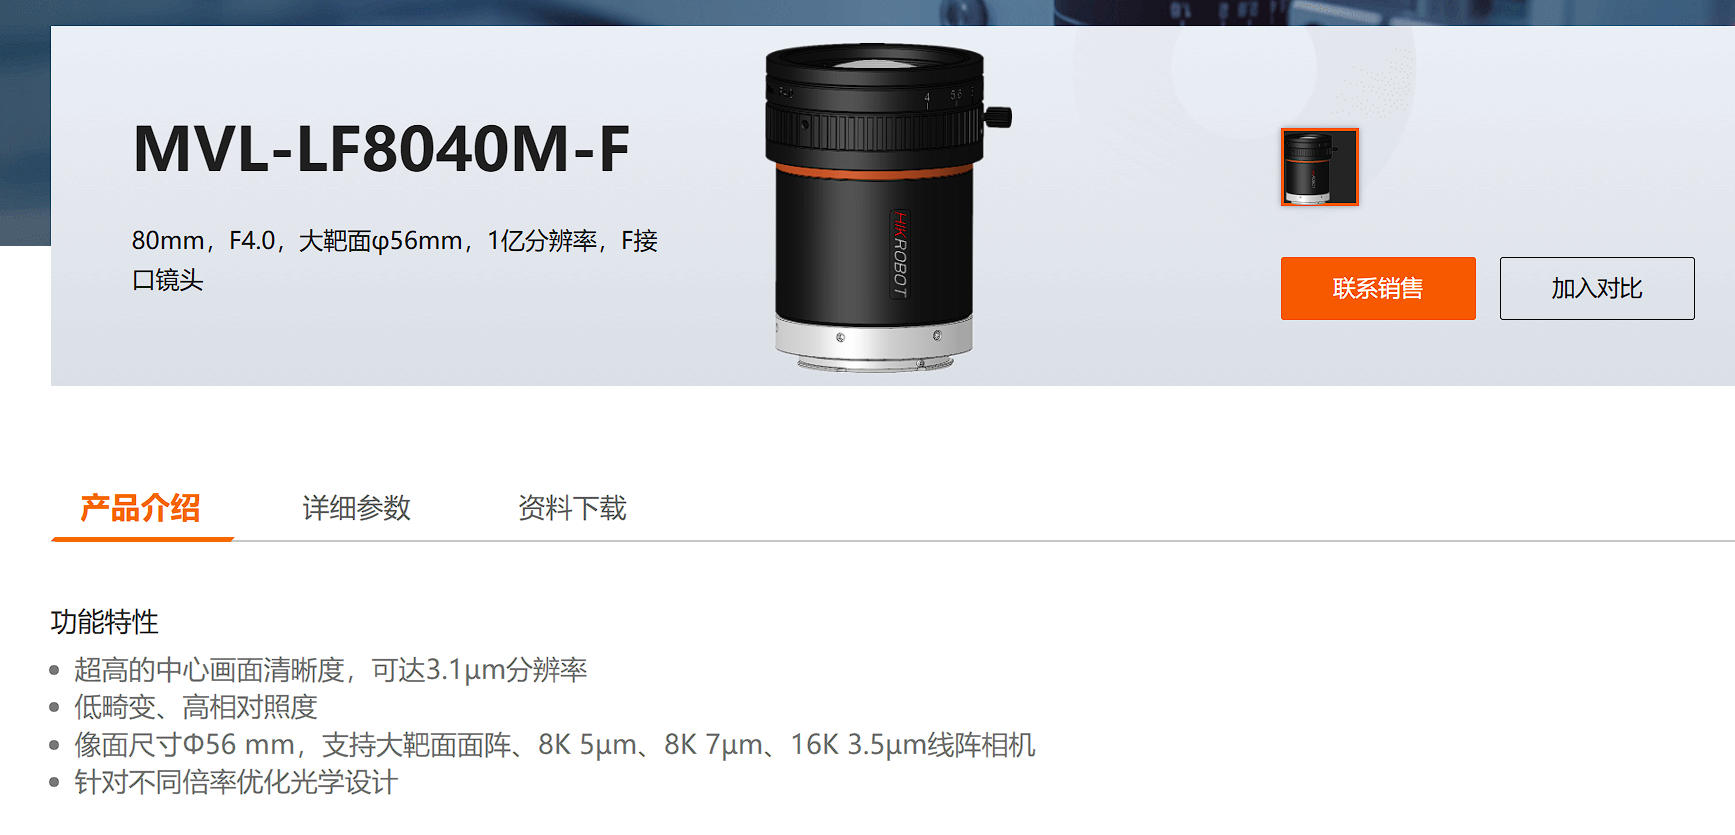 MVL-LF8040M-F
80mm，F4.0，大靶面φ56mm，1亿分辨率，F接
口镜头
4 5.6
HIKROBOT
联系销售
加入对比
产品介绍
详细参数
资料下载
功能特性
超高的中心画面清晰度，可达3.1μm分辨率
低畸变、高相对照度
像面尺寸Φ56 mm，支持大靶面面阵、8K 5μm、8K 7μm、16K 3.5μm线阵相机
针对不同倍率优化光学设计